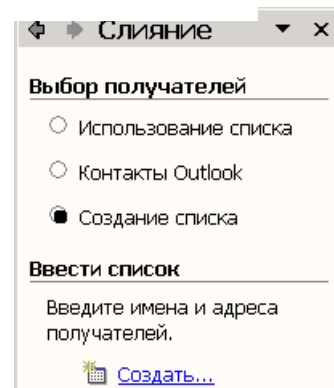 Слияние
Выбор получателей
Использование списка
Контакты Outlook
Создание списка
Ввести список
Введите имена и адреса
получателей.
Создать...